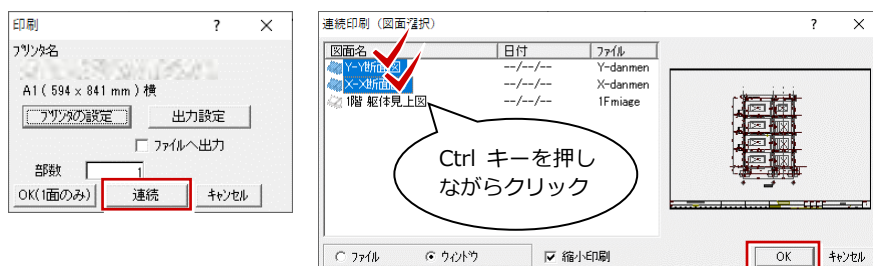 印刷
?
×
プリンタ名
A1 ( 594 × 841 mm ) 横
プリンタの設定
出力設定
ファイルへ出力
部数
1
OK(1面のみ)
連続
キャンセル
連続印刷（図面選択）
?
×
図面名
日付
ファイル
Y-Y断面図
--/--/--
Y-danmen
X-X断面
--/--/--
X-danmen
1階 躯体見上図
--/--/--
1Fmiage
Ctrl キーを押し
ながらクリック
ファイル
ウィンドウ
縮小印刷
OK
キャンセル